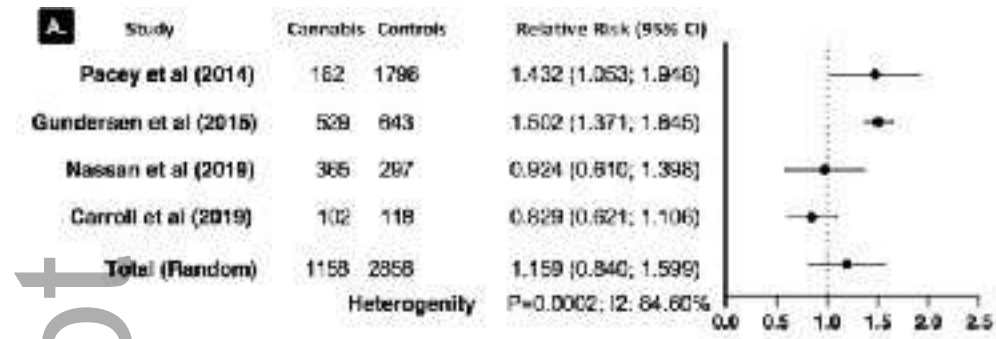 A.
Study Cannabis Controls Relative Risk (95% CI)
Pacey et al (2014) 162 1796 1.432 (1.053; 1.946)
Gundersen et al (2015) 529 643 1.502 (1.371; 1.645)
Nassan et al (2019) 365 297 0.924 (0.610; 1.398)
Carroll et al (2019) 102 118 0.829 (0.621; 1.106)
Total (Random) 1158 2858 1.159 (0.840; 1.599)
Heterogenity P=0.0002; I2: 84.60%
0.0 0.5 1.0 1.5 2.0 2.5